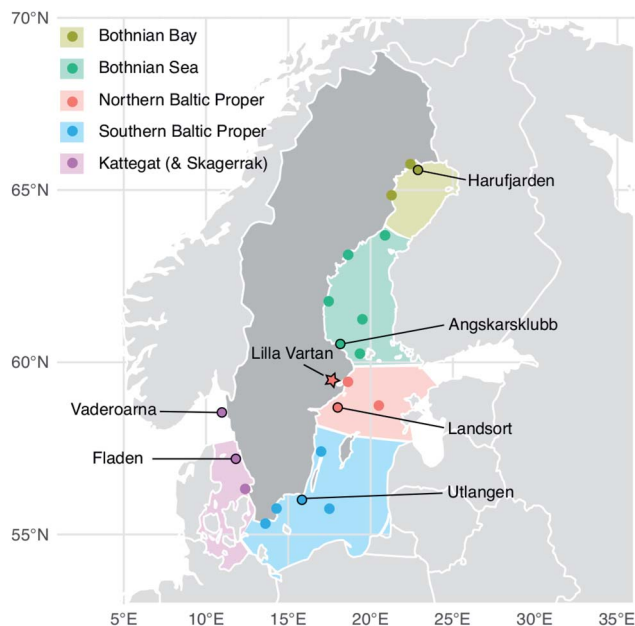 70°N
Bothnian Bay
Bothnian Sea
Northern Baltic Proper
Southern Baltic Proper
Kattegat (& Skagerrak)
65°N
Harufjarden
Angskarsklubb
Lilla Vartan
60°N
Vaderoarna
Landsort
Fladen
Utlangen
55°N
5°E 10°E 15°E 20°E 25°E 30°E 35°E